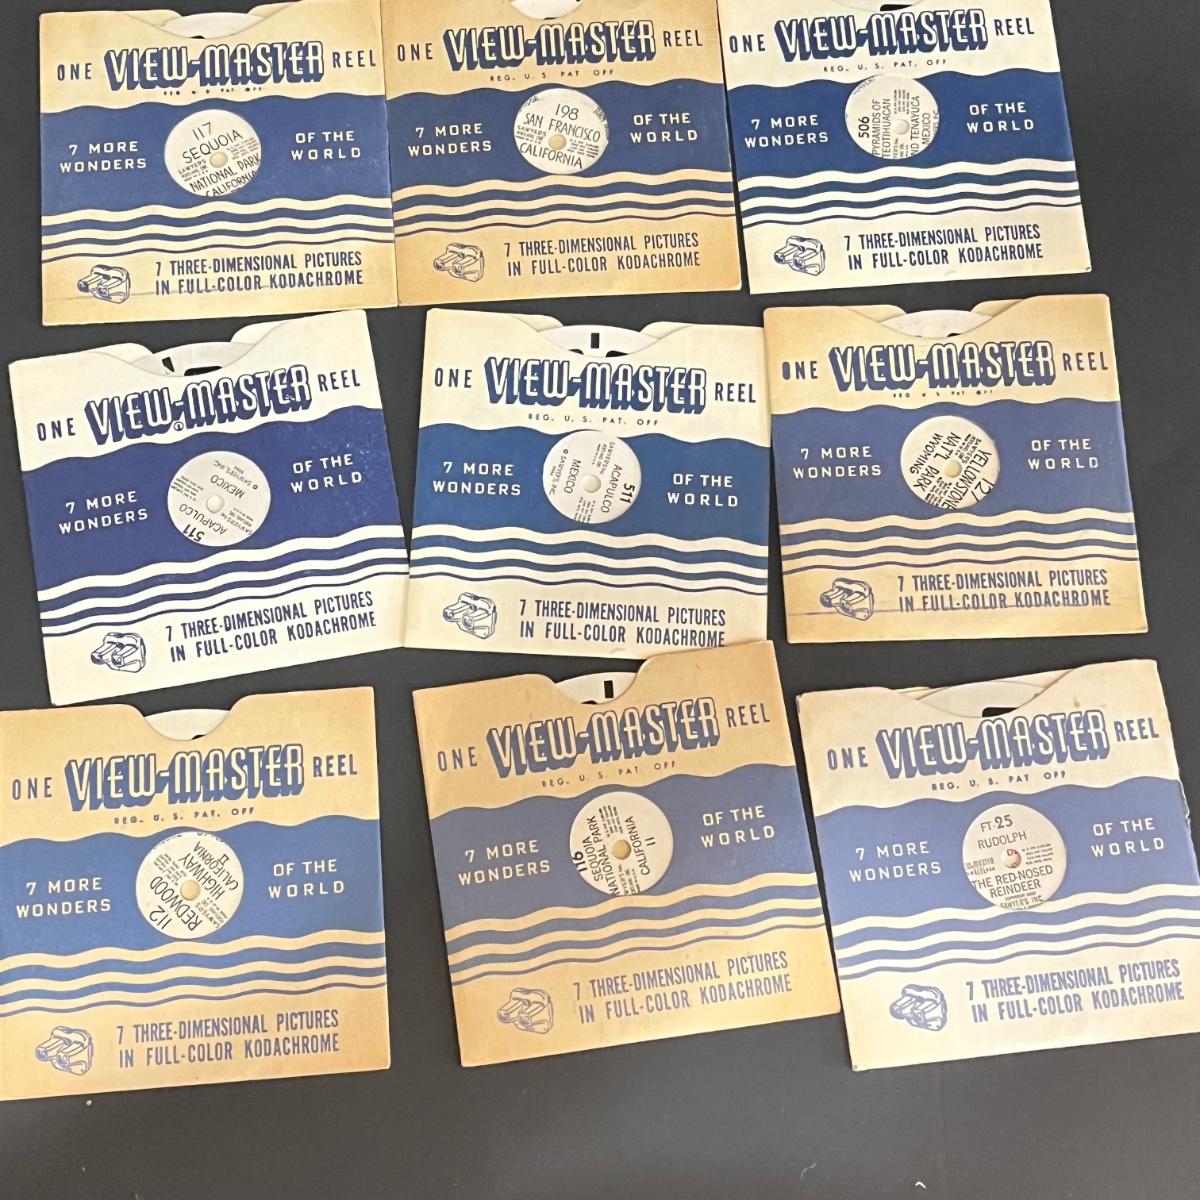 ONE VIEW-MASTER REEL
7 MORE WONDERS
OF THE WORLD
117
SEQUOIA
SAWYER'S
NATIONAL PARK
CALIFORNIA
7 THREE-DIMENSIONAL PICTURES
IN FULL-COLOR KODACHROME
ONE VIEW-MASTER REEL
REG. U. S. PAT. OFF
7 MORE WONDERS
OF THE WORLD
198
SAN FRANCISCO
SAWYER'S
CALIFORNIA
7 THREE-DIMENSIONAL PICTURES
IN FULL-COLOR KODACHROME
ONE VIEW-MASTER REEL
REG. U. S. PAT. OFF.
7 MORE WONDERS
OF THE WORLD
506
PYRAMIDS OF
TEOTIHUACAN
ND TENAYUCA
MEXICO
7 THREE-DIMENSIONAL PICTURES
IN FULL-COLOR KODACHROME
ONE VIEW-MASTER REEL
®
7 MORE WONDERS
OF THE WORLD
511
ACAPULCO
MEXICO
© SAWYER'S, INC.
7 THREE-DIMENSIONAL PICTURES
IN FULL-COLOR KODACHROME
ONE VIEW-MASTER REEL
REG. U. S. PAT. OFF
7 MORE WONDERS
OF THE WORLD
511
ACAPULCO
MEXICO
© SAWYER'S INC.
7 THREE-DIMENSIONAL PICTURES
IN FULL-COLOR KODACHROME
ONE VIEW-MASTER REEL
7 MORE WONDERS
OF THE WORLD
127
YELLOWSTONE
NAT'L PARK
WYOMING
7 THREE-DIMENSIONAL PICTURES
IN FULL-COLOR KODACHROME
ONE VIEW-MASTER REEL
REG. U. S. PAT. OFF
7 MORE WONDERS
OF THE WORLD
112
REDWOOD
HIGHWAY
CALIFORNIA
II
7 THREE-DIMENSIONAL PICTURES
IN FULL-COLOR KODACHROME
ONE VIEW-MASTER REEL
REG. U. S. PAT. OFF
7 MORE WONDERS
OF THE WORLD
116
SEQUOIA
NATIONAL PARK
CALIFORNIA
II
7 THREE-DIMENSIONAL PICTURES
IN FULL-COLOR KODACHROME
ONE VIEW-MASTER REEL
REG. U. S. PAT. OFF
7 MORE WONDERS
OF THE WORLD
FT-25
RUDOLPH
THE RED-NOSED
REINDEER
SAWYER'S INC
7 THREE-DIMENSIONAL PICTURES
IN FULL-COLOR KODACHROME